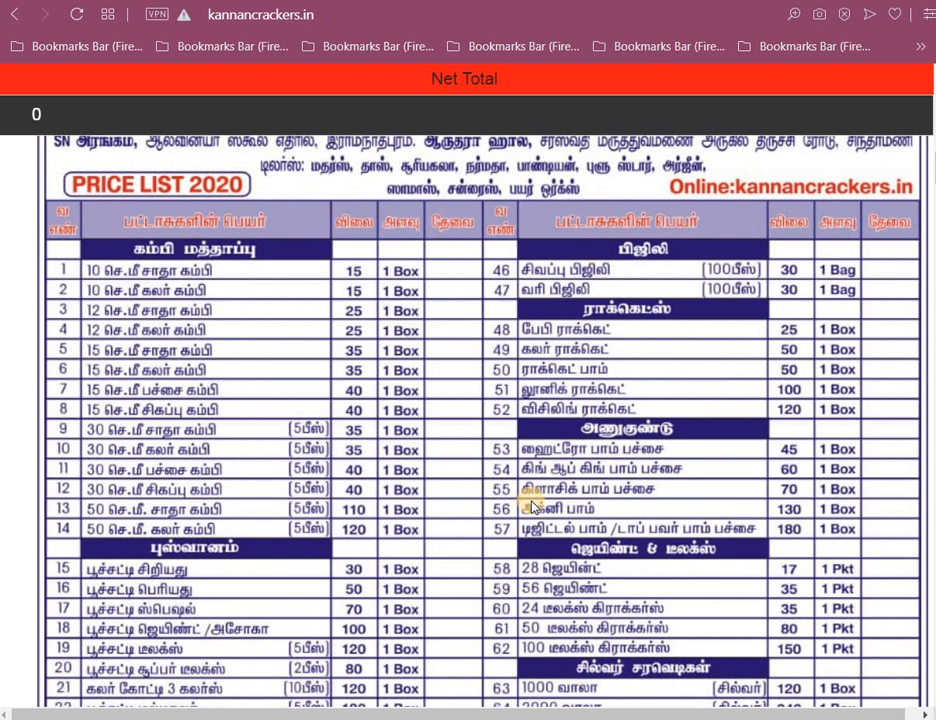 VPN
kannancrackers.in
Bookmarks Bar (Fire...
Bookmarks Bar (Fire...
Bookmarks Bar (Fire...
Bookmarks Bar (Fire...
Bookmarks Bar (Fire...
Bookmarks Bar (Fire...
Net Total
0
SN அரங்கம், ஆல்வின்யா ஸ்கூல் எதிரில், இராமநாதபுரம். ஆருத்ரா ஹால், சரஸ்வதி மருத்துவமனை அருகில் திருச்சி ரோடு, சிந்தாமணி
டீலர்ஸ்: மதர்ஸ், தாஸ், சூரியகலா, நர்மதா, பாண்டியன், புளு ஸ்டார், அர்ஜின்,
PRICE LIST 2020
ஸாமாஸ், சன்ரைஸ், பயர் ஒர்க்ஸ்
Online:kannancrackers.in
வ எண் பட்டாசுகளின் பெயர் விலை அளவு தேவை வ எண் பட்டாசுகளின் பெயர் விலை அளவு தேவை
கம்பி மத்தாப்பு
1 10 செ.மீ சாதா கம்பி 15 1 Box
2 10 செ.மீ கலர் கம்பி 15 1 Box
3 12 செ.மீ சாதா கம்பி 25 1 Box
4 12 செ.மீ கலர் கம்பி 25 1 Box
5 15 செ.மீ சாதா கம்பி 35 1 Box
6 15 செ.மீ கலர் கம்பி 35 1 Box
7 15 செ.மீ பச்சை கம்பி 40 1 Box
8 15 செ.மீ சிகப்பு கம்பி 40 1 Box
9 30 செ.மீ சாதா கம்பி (5பீஸ்) 35 1 Box
10 30 செ.மீ கலர் கம்பி (5பீஸ்) 35 1 Box
11 30 செ.மீ பச்சை கம்பி (5பீஸ்) 40 1 Box
12 30 செ.மீ சிகப்பு கம்பி (5பீஸ்) 40 1 Box
13 50 செ.மீ. சாதா கம்பி (5பீஸ்) 110 1 Box
14 50 செ.மீ. கலர் கம்பி (5பீஸ்) 120 1 Box
புஸ்வானம்
15 பூச்சட்டி சிறியது 30 1 Box
16 பூச்சட்டி பெரியது 50 1 Box
17 பூச்சட்டி ஸ்பெஷல் 70 1 Box
18 பூச்சட்டி ஜெயிண்ட் /அசோகா 100 1 Box
19 பூச்சட்டி டீலக்ஸ் (5பீஸ்) 120 1 Box
20 பூச்சட்டி சூப்பர் டீலக்ஸ் (2பீஸ்) 80 1 Box
21 கலர் கோட்டி 3 கலர்ஸ் (10பீஸ்) 120 1 Box
பிஜிலி
46 சிவப்பு பிஜிலி (100பீஸ்) 30 1 Bag
47 வரி பிஜிலி (100பீஸ்) 30 1 Bag
ராக்கெட்ஸ்
48 பேபி ராக்கெட் 25 1 Box
49 கலர் ராக்கெட் 50 1 Box
50 ராக்கெட் பாம் 50 1 Box
51 லூனிக் ராக்கெட் 100 1 Box
52 விசிலிங் ராக்கெட் 120 1 Box
அணுகுண்டு
53 ஹைட்ரோ பாம் பச்சை 45 1 Box
54 கிங் ஆப் கிங் பாம் பச்சை 60 1 Box
55 கிளாசிக் பாம் பச்சை 70 1 Box
56 அக்னி பாம் 130 1 Box
57 டிஜிட்டல் பாம் /டாப் பவர் பாம் பச்சை 180 1 Box
ஜெயிண்ட் & டீலக்ஸ்
58 28 ஜெயிண்ட் 17 1 Pkt
59 56 ஜெயிண்ட் 35 1 Pkt
60 24 டீலக்ஸ் கிராக்கர்ஸ் 35 1 Pkt
61 50 டீலக்ஸ் கிராக்கர்ஸ் 80 1 Pkt
62 100 டீலக்ஸ் கிராக்கர்ஸ் 150 1 Pkt
சில்வர் சரவெடிகள்
63 1000 வாலா (சில்வர்) 120 1 Box